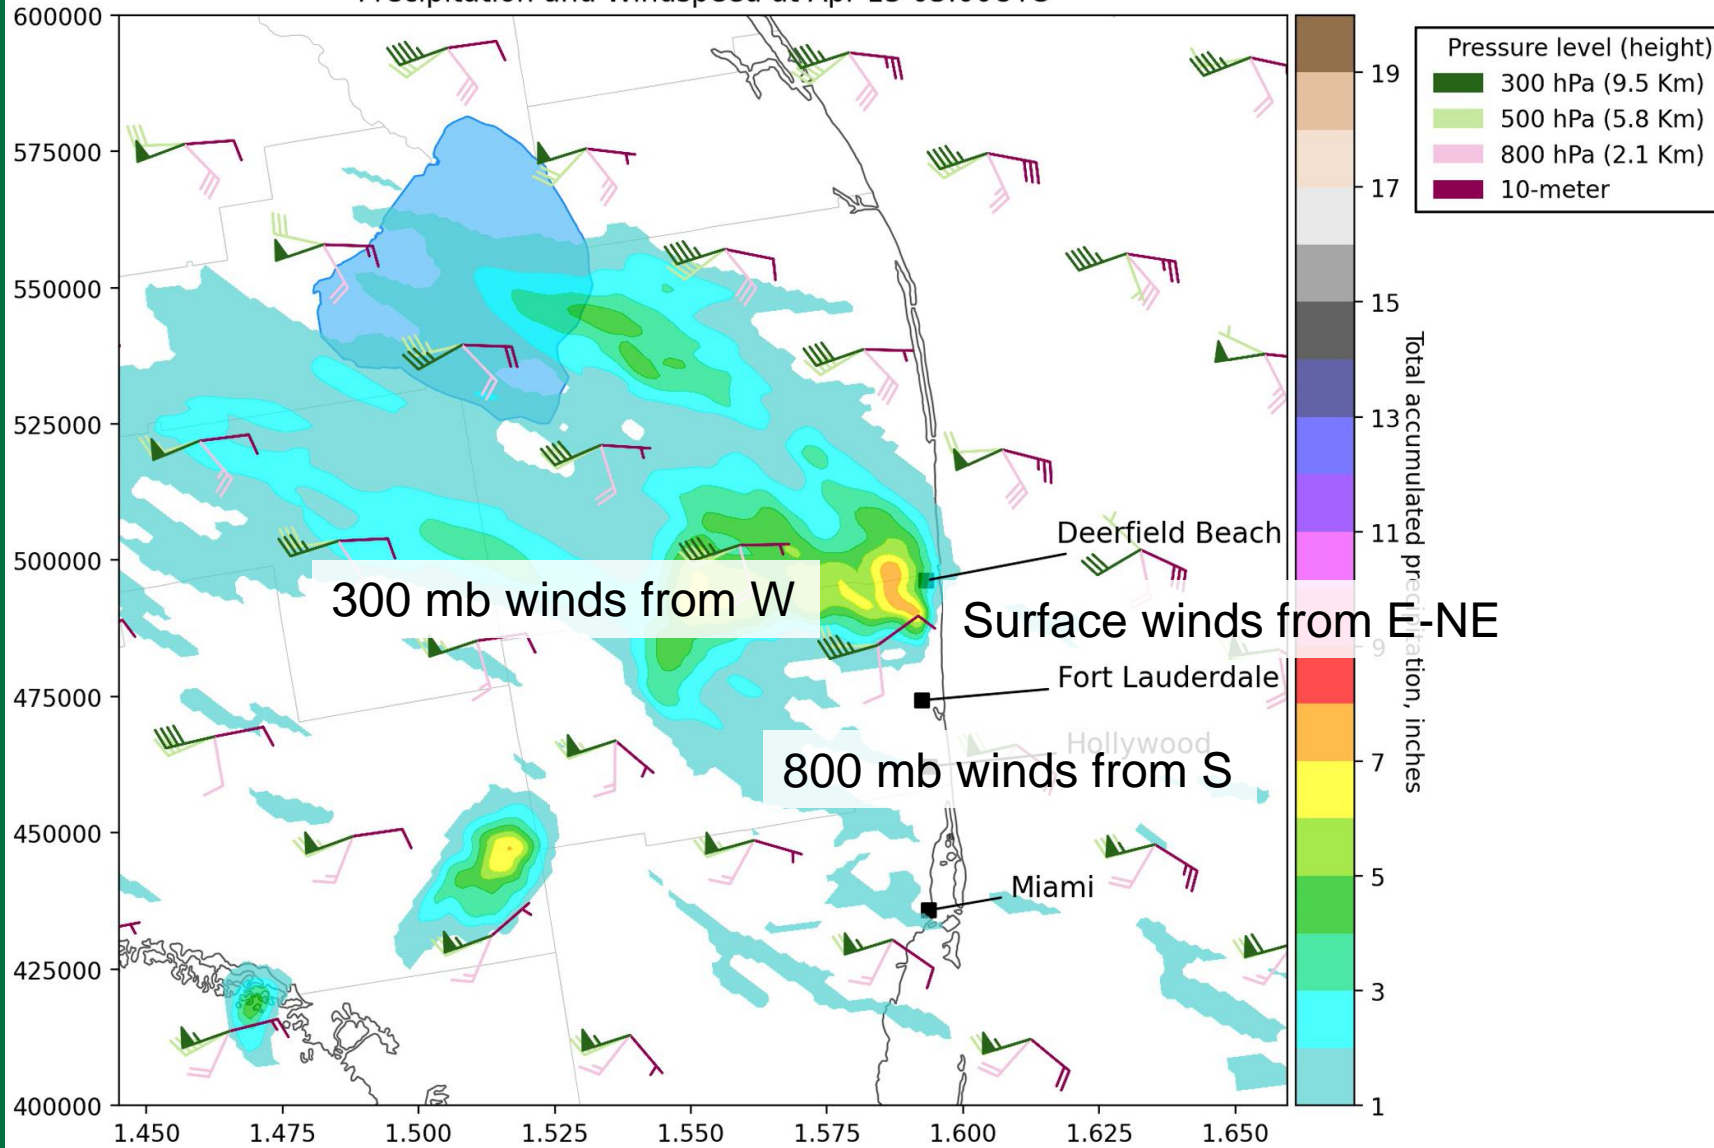 600000
575000
550000
525000
500000
475000
450000
425000
400000
1.450
1.475
1.500
1.525
1.550
1.575
1.600
1.625
1.650
300 mb winds from W
Surface winds from E-NE
800 mb winds from S
Deerfield Beach
Fort Lauderdale
Hollywood
Miami
19
17
15
13
11
9
7
5
3
1
Total accumulated precipitation, inches
Pressure level (height)
300 hPa (9.5 Km)
500 hPa (5.8 Km)
800 hPa (2.1 Km)
10-meter